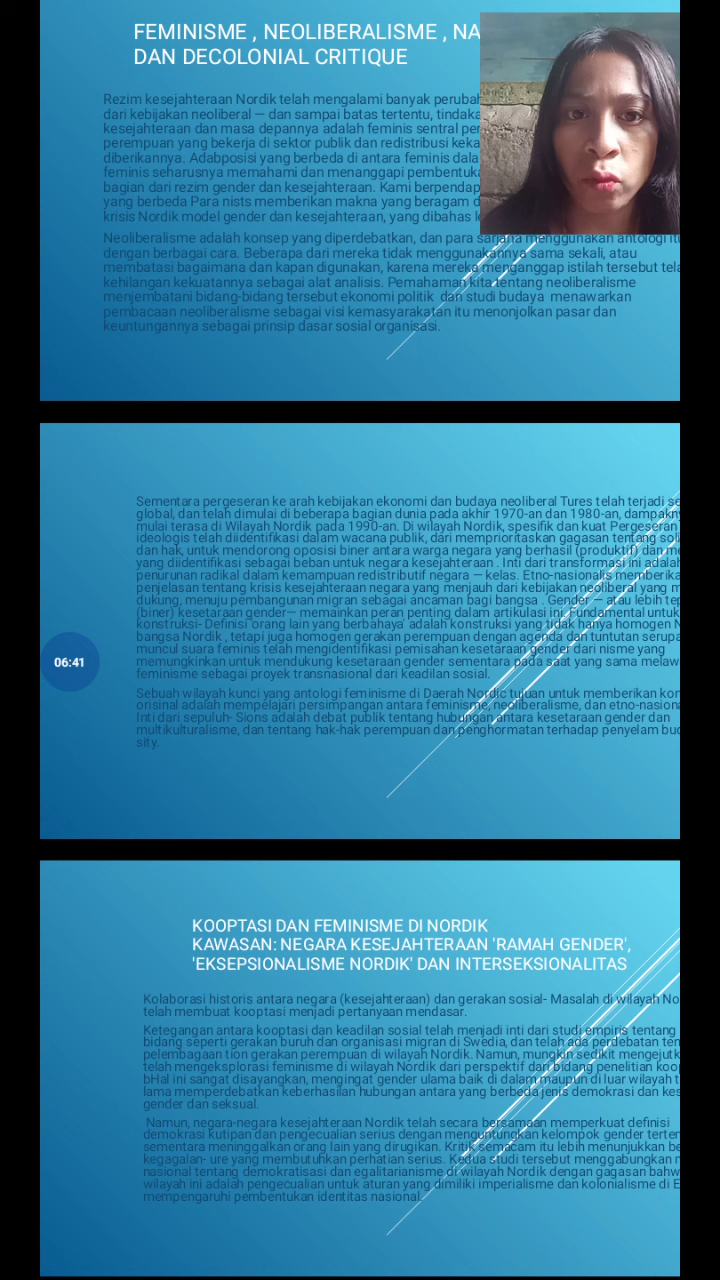 FEMINISME , NEOLIBERALISME , NA
DAN DECOLONIAL CRITIQUE
Rezim kesejahteraan Nordik telah mengalami banyak perubah
dari kebijakan neoliberal — dan sampai batas tertentu, tindaka
kesejahteraan dan masa depannya adalah feminis sentral per
perempuan yang bekerja di sektor publik dan redistribusi keka
diberikannya. Adabposisi yang berbeda di antara feminis dala
feminis seharusnya memahami dan menanggapi pembentuka
bagian dari rezim gender dan kesejahteraan. Kami berpendap
yang berbeda Para nists memberikan makna yang beragam d
krisis Nordik model gender dan kesejahteraan, yang dibahas l
Neoliberalisme adalah konsep yang diperdebatkan, dan para sarjana menggunakan antologi itu
dengan berbagai cara. Beberapa dari mereka tidak menggunakannya sama sekali, atau
membatasi bagaimana dan kapan digunakan, karena mereka menganggap istilah tersebut tela
kehilangan kekuatannya sebagai alat analisis. Pemahaman kita tentang neoliberalisme
menjembatani bidang-bidang tersebut ekonomi politik dan studi budaya menawarkan
pembacaan neoliberalisme sebagai visi kemasyarakatan itu menonjolkan pasar dan
keuntungannya sebagai prinsip dasar sosial organisasi.
Sementara pergeseran ke arah kebijakan ekonomi dan budaya neoliberal Tures telah terjadi se
global, dan telah dimulai di beberapa bagian dunia pada akhir 1970-an dan 1980-an, dampakny
mulai terasa di Wilayah Nordik pada 1990-an. Di wilayah Nordik, spesifik dan kuat Pergeseran
ideologis telah diidentifikasi dalam wacana publik, dari memprioritaskan gagasan tentang soli
dan hak, untuk mendorong oposisi biner antara warga negara yang berhasil (produktif) dan me
yang diidentifikasi sebagai beban untuk negara kesejahteraan . Inti dari transformasi ini adalah
penurunan radikal dalam kemampuan redistributif negara — kelas. Etno-nasionalis memberika
penjelasan tentang krisis kesejahteraan negara yang menjauh dari kebijakan neoliberal yang m
dukung, menuju pembangunan migran sebagai ancaman bagi bangsa . Gender — atau lebih tep
(biner) kesetaraan gender— memainkan peran penting dalam artikulasi ini. Fundamental untuk
konstruksi- Definisi 'orang lain yang berbahaya' adalah konstruksi yang tidak hanya homogen N
bangsa Nordik , tetapi juga homogen gerakan perempuan dengan agenda dan tuntutan serupa
muncul suara feminis telah mengidentifikasi pemisahan kesetaraan gender dari nisme yang
06:41
memungkinkan untuk mendukung kesetaraan gender sementara pada saat yang sama melaw
feminisme sebagai proyek transnasional dari keadilan sosial.
Sebuah wilayah kunci yang antologi feminisme di Daerah Nordic tujuan untuk memberikan kon
orisinal adalah mempelajari persimpangan antara feminisme, neoliberalisme, dan etno-nasiona
Inti dari sepuluh- Sions adalah debat publik tentang hubungan antara kesetaraan gender dan
multikulturalisme, dan tentang hak-hak perempuan dan penghormatan terhadap penyelam bud
sity.
KOOPTASI DAN FEMINISME DI NORDIK
KAWASAN: NEGARA KESEJAHTERAAN 'RAMAH GENDER',
'EKSEPSIONALISME NORDIK' DAN INTERSEKSIONALITAS
Kolaborasi historis antara negara (kesejahteraan) dan gerakan sosial- Masalah di wilayah No
telah membuat kooptasi menjadi pertanyaan mendasar.
Ketegangan antara kooptasi dan keadilan sosial telah menjadi inti dari studi empiris tentang
bidang seperti gerakan buruh dan organisasi migran di Swedia, dan telah ada perdebatan ten
pelembagaan tion gerakan perempuan di wilayah Nordik. Namun, mungkin sedikit mengejutk
telah mengeksplorasi feminisme di wilayah Nordik dari perspektif dari bidang penelitian koop
bHal ini sangat disayangkan, mengingat gender ulama baik di dalam maupun di luar wilayah t
lama memperdebatkan keberhasilan hubungan antara yang berbeda jenis demokrasi dan kes
gender dan seksual.
Namun, negara-negara kesejahteraan Nordik telah secara bersamaan memperkuat definisi
demokrasi kutipan dan pengecualian serius dengan menguntungkan kelompok gender terten
sementara meninggalkan orang lain yang dirugikan. Kritik semacam itu lebih menunjukkan be
kegagalan- ure yang membutuhkan perhatian serius. Kedua studi tersebut menggabungkan n
nasional tentang demokratisasi dan egalitarianisme di wilayah Nordik dengan gagasan bahw
wilayah ini adalah pengecualian untuk aturan yang dimiliki imperialisme dan kolonialisme di E
mempengaruhi pembentukan identitas nasional.